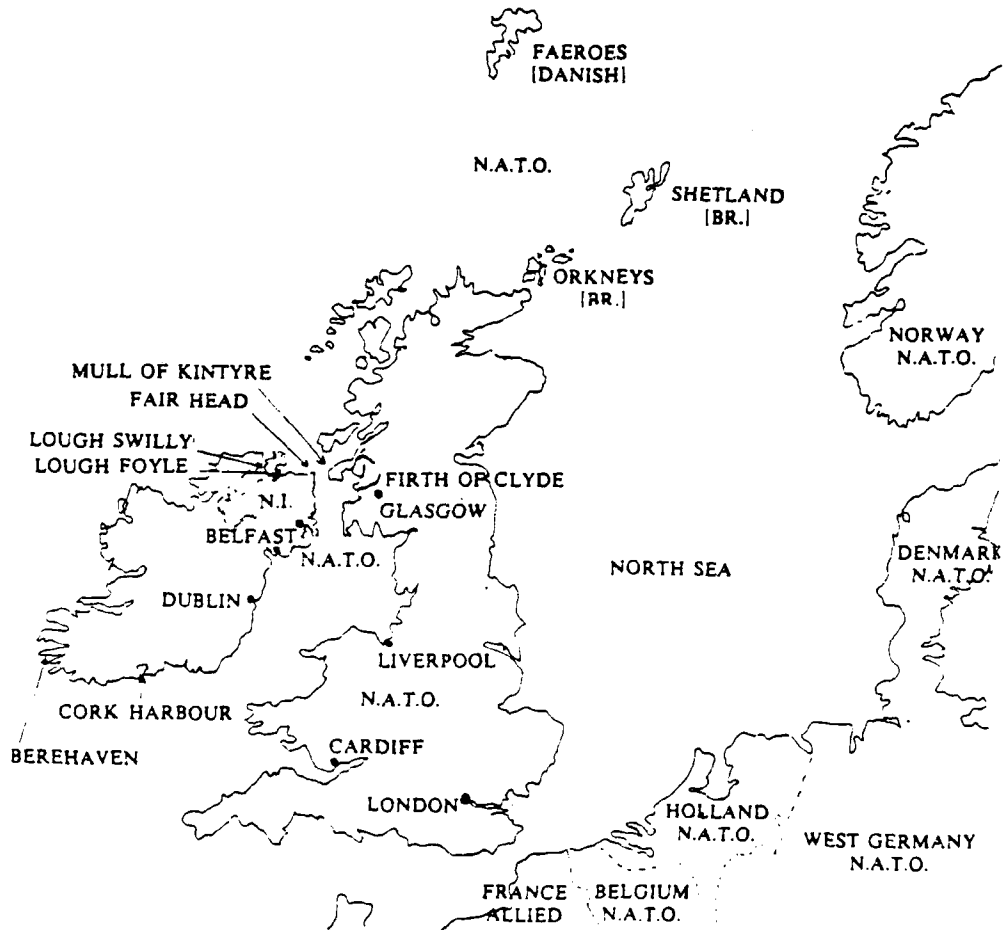 FAEROES
[DANISH]
N.A.T.O.
SHETLAND
[BR.]
ORKNEYS
[BR.]
NORWAY
N.A.T.O.
MULL OF KINTYRE
FAIR HEAD
LOUGH SWILLY
LOUGH FOYLE
FIRTH OF CLYDE
GLASGOW
N.I.
BELFAST
N.A.T.O.
NORTH SEA
DENMARK
N.A.T.O.
DUBLIN
LIVERPOOL
N.A.T.O.
CORK HARBOUR
BEREHAVEN
CARDIFF
LONDON
HOLLAND
N.A.T.O.
WEST GERMANY
N.A.T.O.
FRANCE
ALLIED
BELGIUM
N.A.T.O.